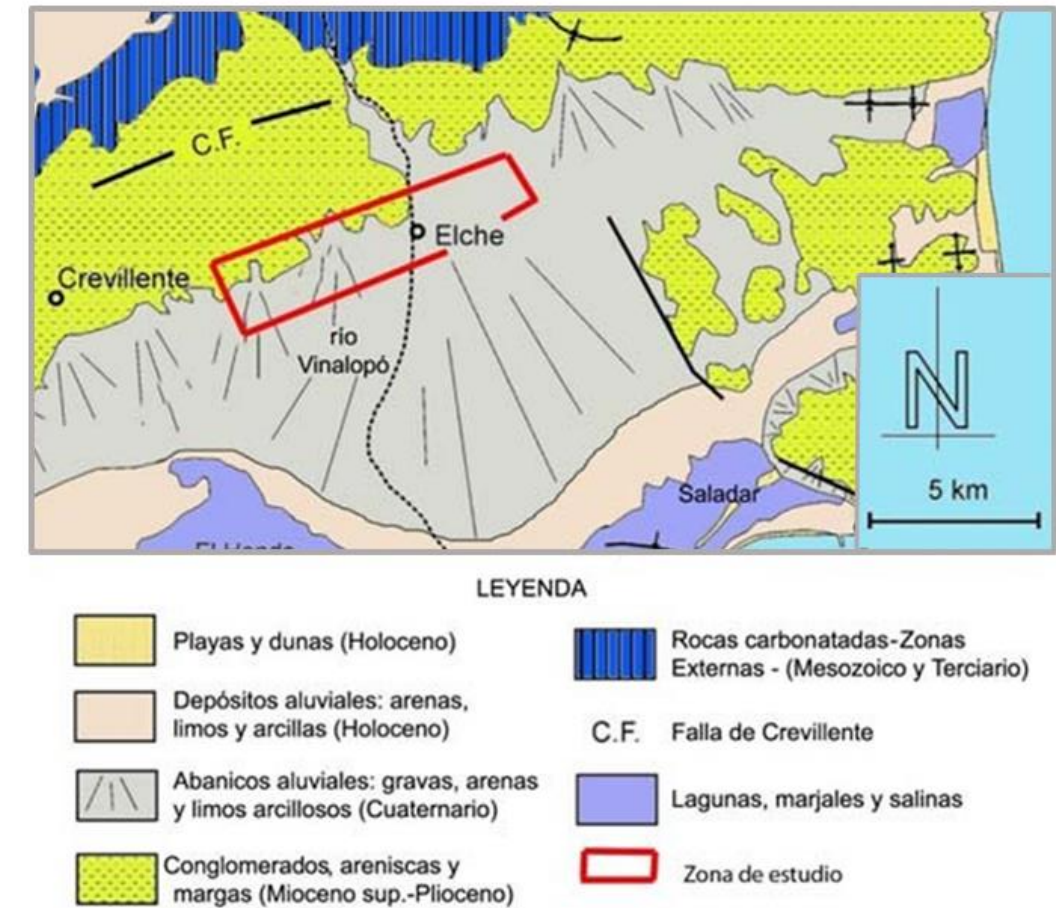 C.F.
Crevillente
Elche
río
Vinalopó
Saladar
El Hondo
N
5 km
LEYENDA
Playas y dunas (Holoceno)
Depósitos aluviales: arenas,
limos y arcillas (Holoceno)
Abanicos aluviales: gravas, arenas
y limos arcillosos (Cuaternario)
Conglomerados, areniscas y
margas (Mioceno sup.-Plioceno)
Rocas carbonatadas-Zonas
Externas - (Mesozoico y Terciario)
C.F. Falla de Crevillente
Lagunas, marjales y salinas
Zona de estudio